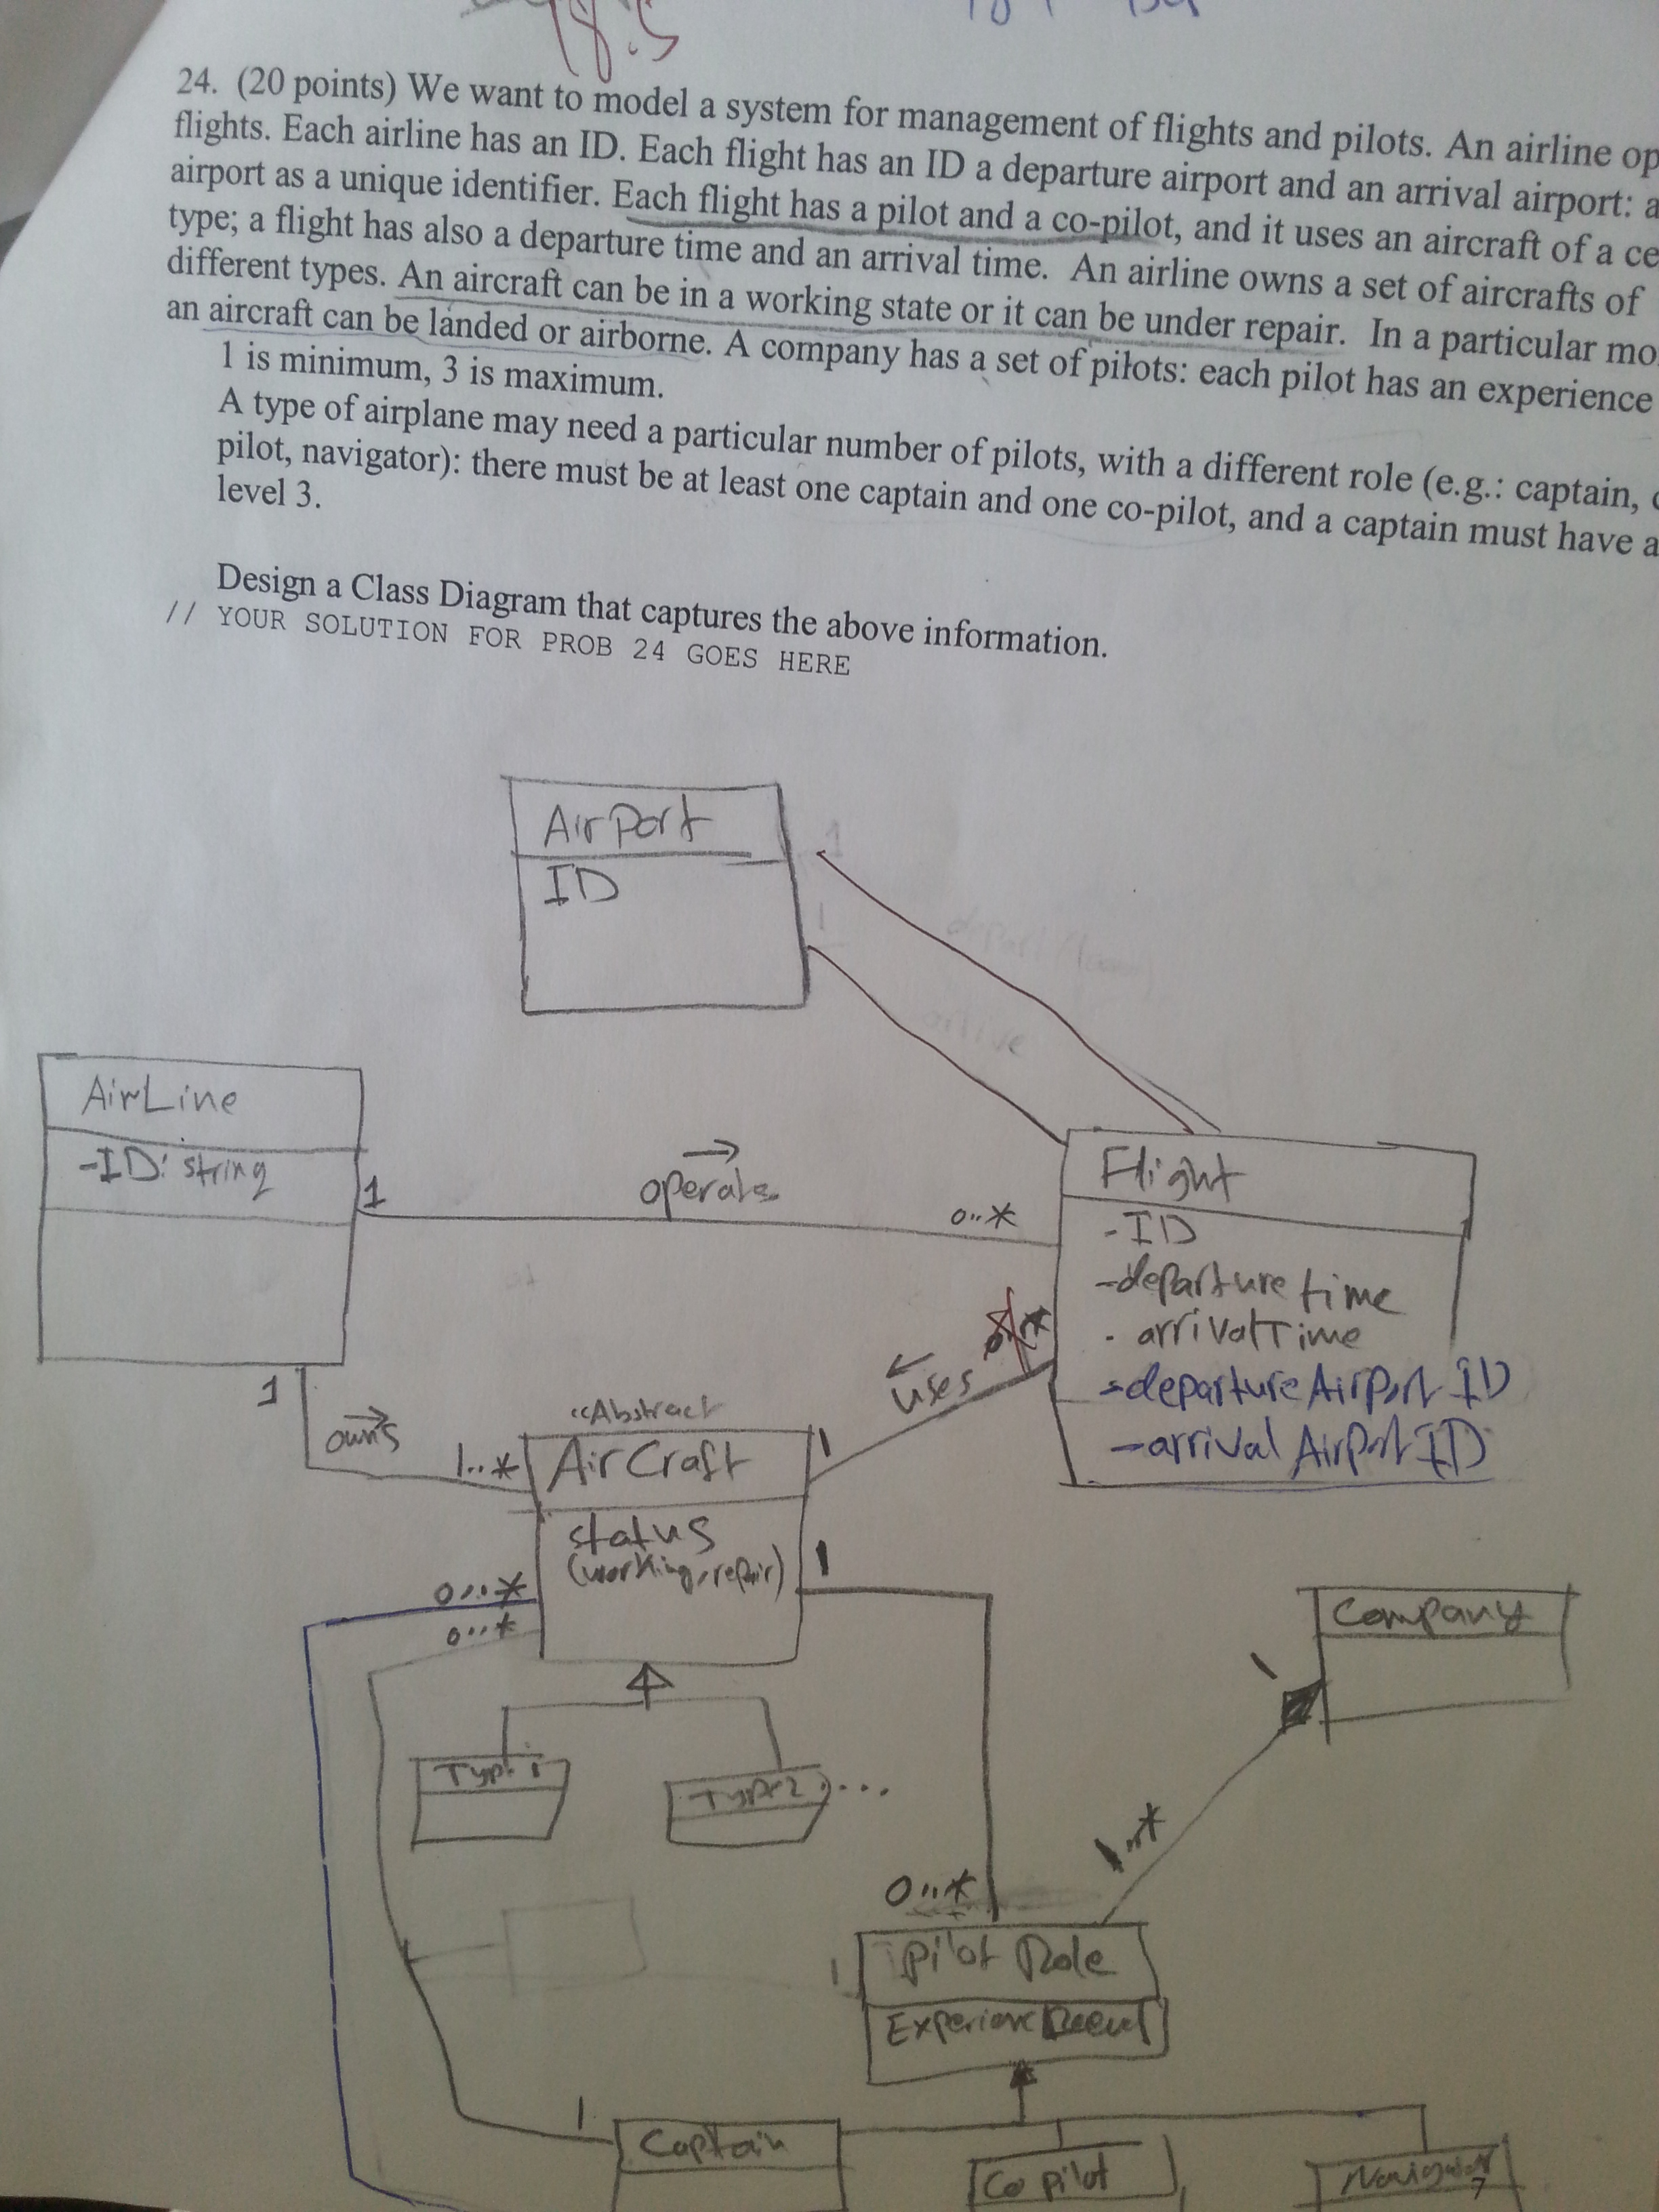 18.5
24. (20 points) We want to model a system for management of flights and pilots. An airline op
flights. Each airline has an ID. Each flight has an ID a departure airport and an arrival airport: a
airport as a unique identifier. Each flight has a pilot and a co-pilot, and it uses an aircraft of a ce
type; a flight has also a departure time and an arrival time. An airline owns a set of aircrafts of
different types. An aircraft can be in a working state or it can be under repair. In a particular mo
an aircraft can be landed or airborne. A company has a set of pilots: each pilot has an experience
1 is minimum, 3 is maximum.
A type of airplane may need a particular number of pilots, with a different role (e.g.: captain, c
pilot, navigator): there must be at least one captain and one co-pilot, and a captain must have a
level 3.
Design a Class Diagram that captures the above information.
// YOUR SOLUTION FOR PROB 24 GOES HERE
AirPort
ID
1
1
arrive
AirLine
-ID: string
1
operate
0..*
Flight
-ID
-departure time
- arrivalTime
-departureAirPort ID
-arrival AirPort ID
*
uses
1
owns
1..*
<<Abstract
AirCraft
status
(working, repair)
1
1
0...*
0...*
Type 1
Type 2
...
Company
1
1..*
0..*
1
Pilot Role
Experience
1
Captain
Co pilot
Navigator
7